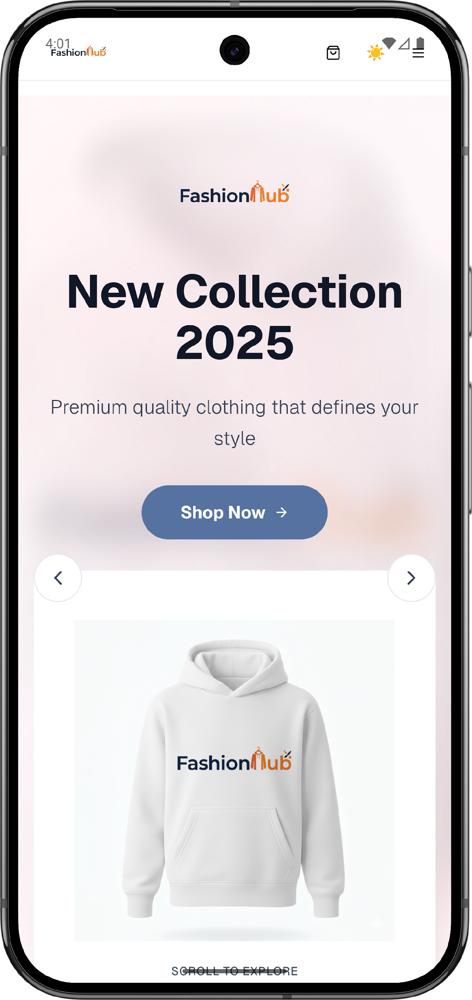 4:01
FashionHub
FashionHub
New Collection
2025
Premium quality clothing that defines your
style
Shop Now →
FashionHub
SCROLL TO EXPLORE